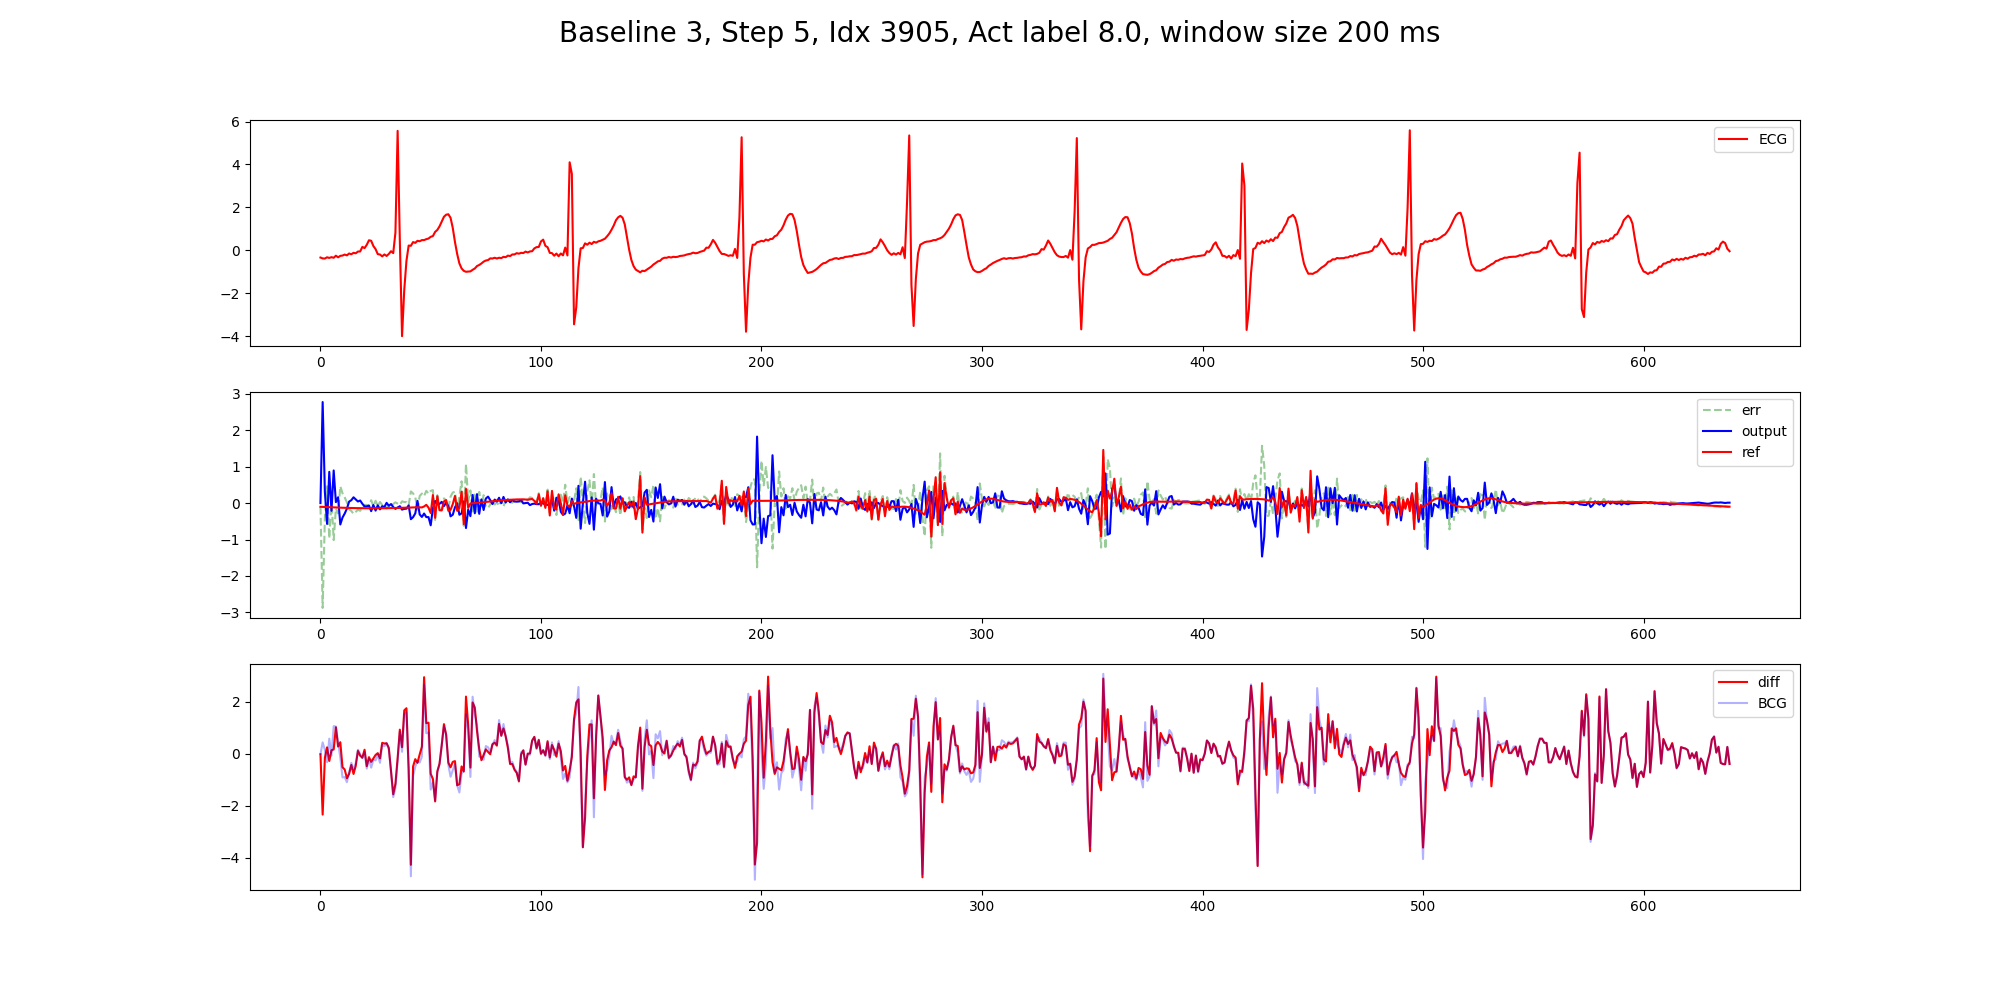 Baseline 3, Step 5, Idx 3905, Act label 8.0, window size 200 ms
6
4
2
0
−2
−4
ECG
0 100 200 300 400 500 600
3
2
1
0
−1
−2
−3
err
output
ref
0 100 200 300 400 500 600
2
0
−2
−4
diff
BCG
0 100 200 300 400 500 600